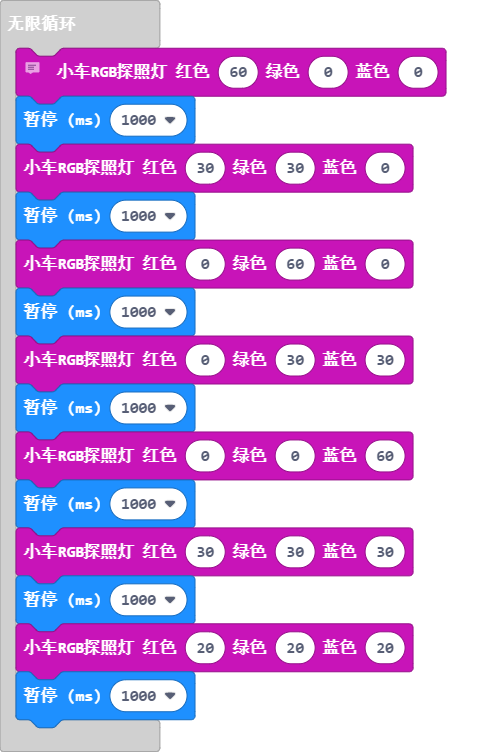 无限循环
小车RGB探照灯 红色 60 绿色 0 蓝色 0
暂停 (ms) 1000
小车RGB探照灯 红色 30 绿色 30 蓝色 0
暂停 (ms) 1000
小车RGB探照灯 红色 0 绿色 60 蓝色 0
暂停 (ms) 1000
小车RGB探照灯 红色 0 绿色 30 蓝色 30
暂停 (ms) 1000
小车RGB探照灯 红色 0 绿色 0 蓝色 60
暂停 (ms) 1000
小车RGB探照灯 红色 30 绿色 30 蓝色 30
暂停 (ms) 1000
小车RGB探照灯 红色 20 绿色 20 蓝色 20
暂停 (ms) 1000